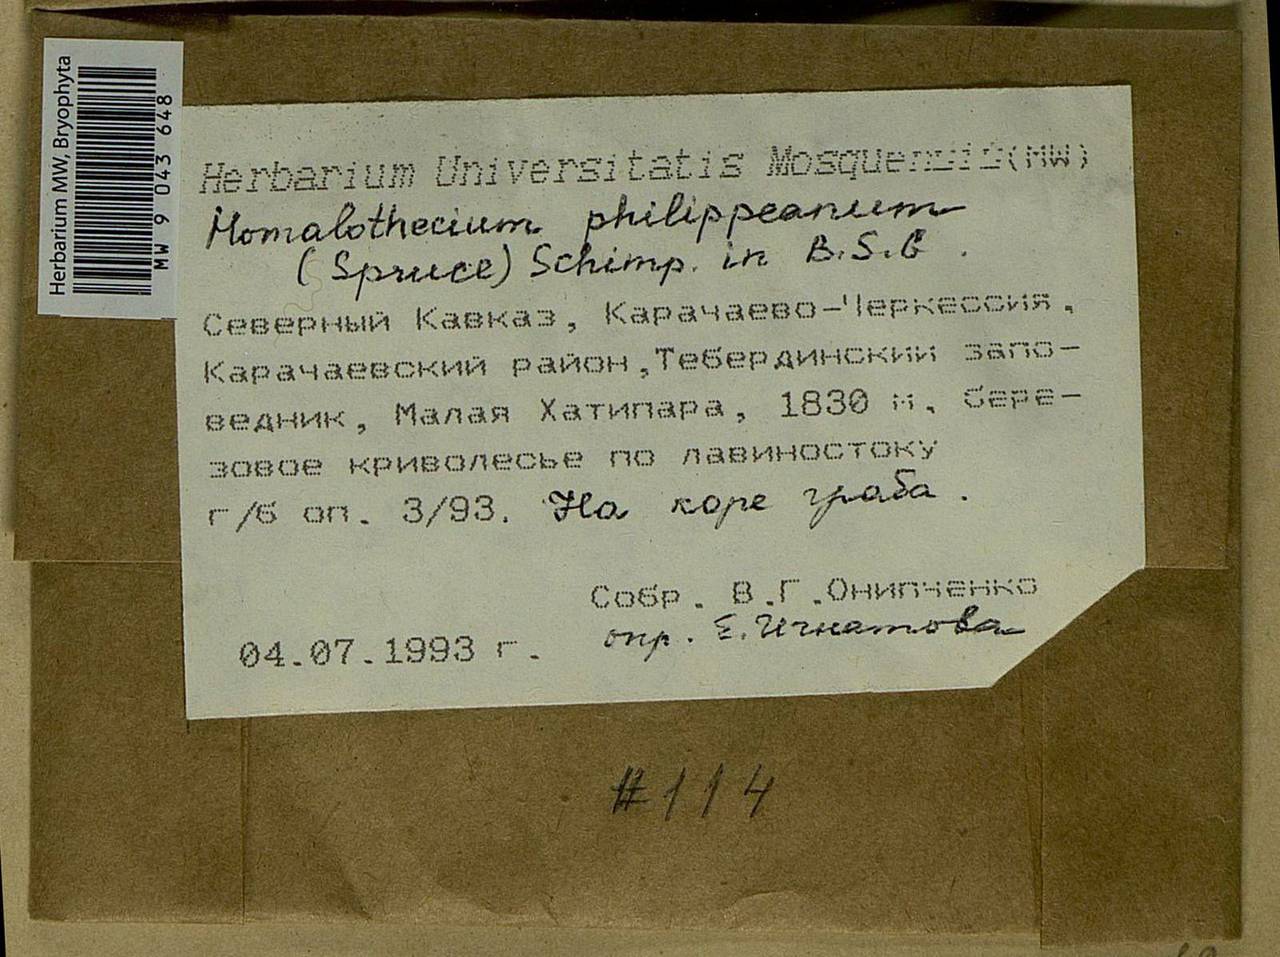 Herbarium MW, Bryophyta
MW 9 043 648
Herbarium Universitatis Mosquensis (MW)
Homalothecium philippeanum
(Spruce) Schimp. in B.S.G.
Северный Кавказ, Карачаево-Черкессия,
Карачаевский район, Тебердинский запо-
ведник, Малая Хатипара, 1830 м, бере-
зовое криволесье по лавиностоку
г/б оп. 3/93. На коре граба.
Собр. В.Г.Онипченко
опр. Е. Игнатова
04.07.1993 г.
#114